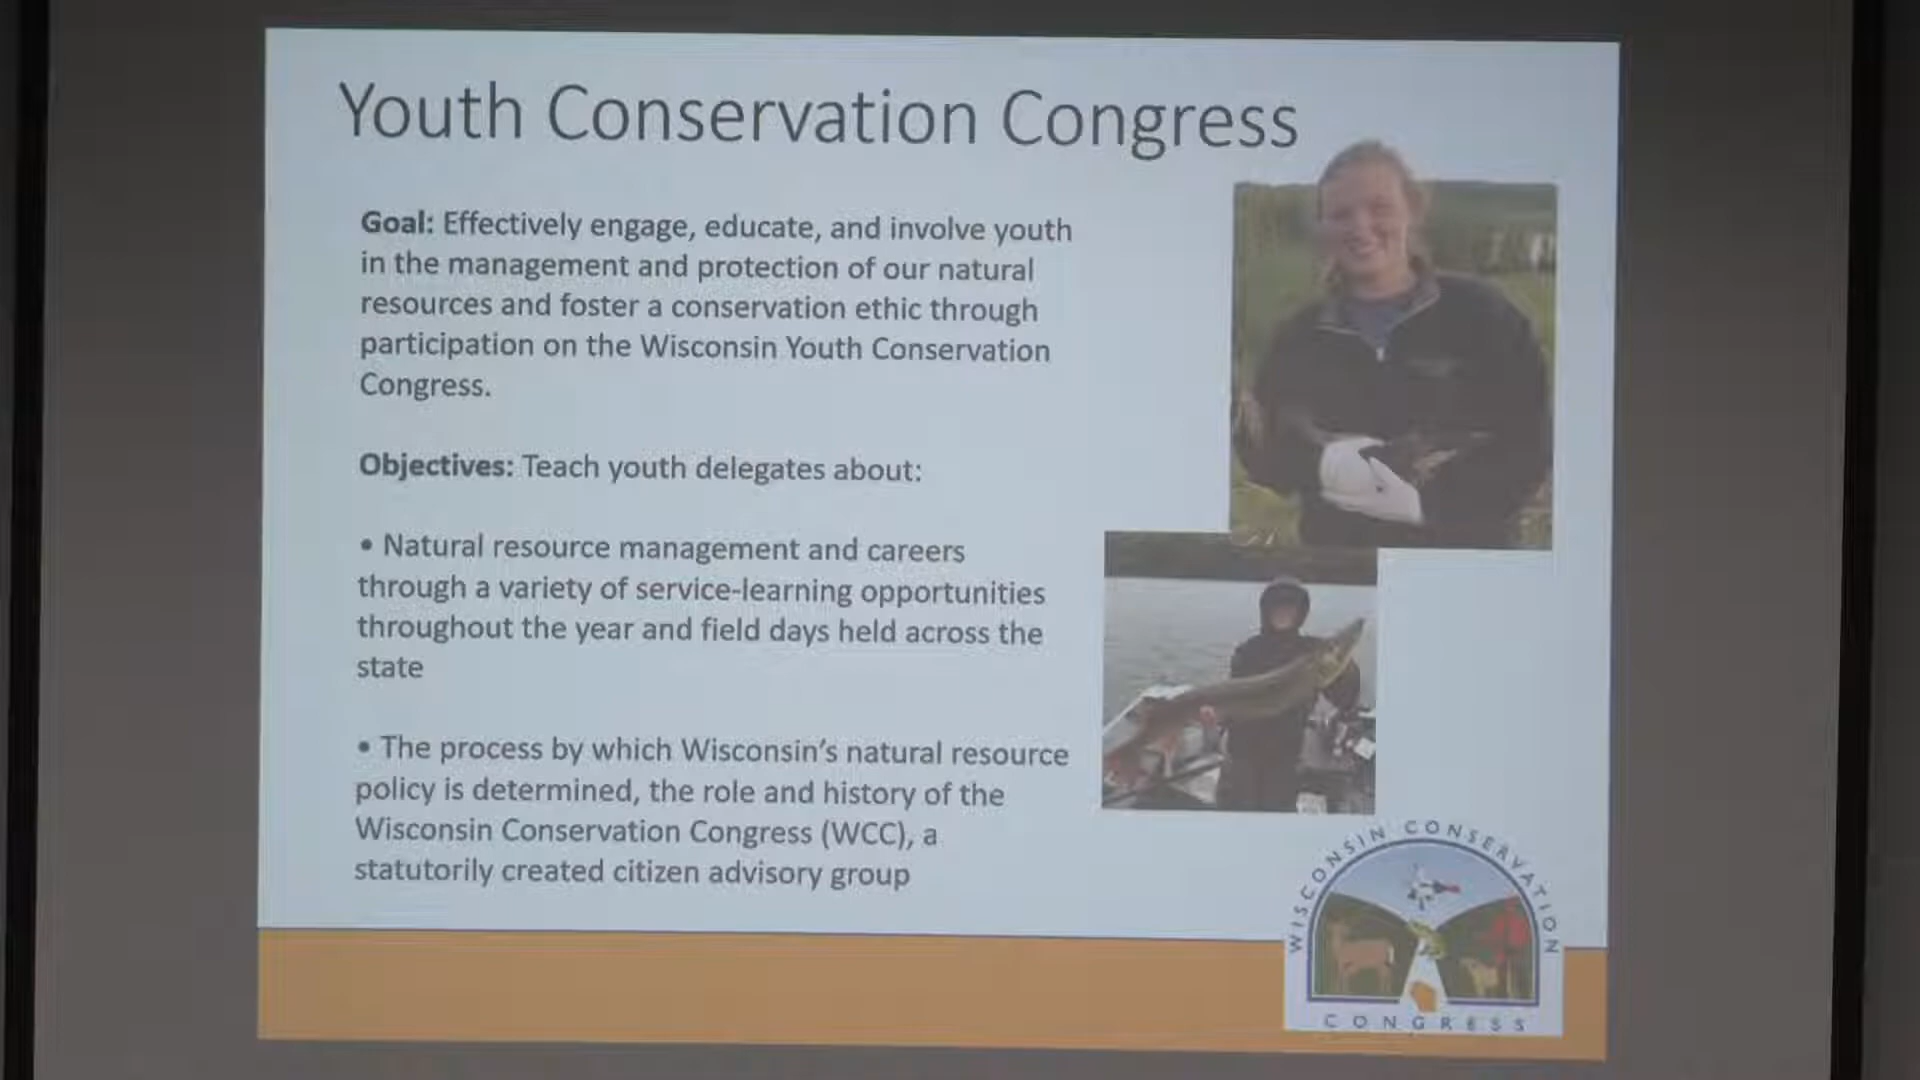 Youth Conservation Congress
Goal: Effectively engage, educate, and involve youth
in the management and protection of our natural
resources and foster a conservation ethic through
participation on the Wisconsin Youth Conservation
Congress.
Objectives: Teach youth delegates about:
• Natural resource management and careers
through a variety of service-learning opportunities
throughout the year and field days held across the
state
• The process by which Wisconsin's natural resource
policy is determined, the role and history of the
Wisconsin Conservation Congress (WCC), a
statutorily created citizen advisory group
WISCONSIN CONSERVATION
CONGRESS